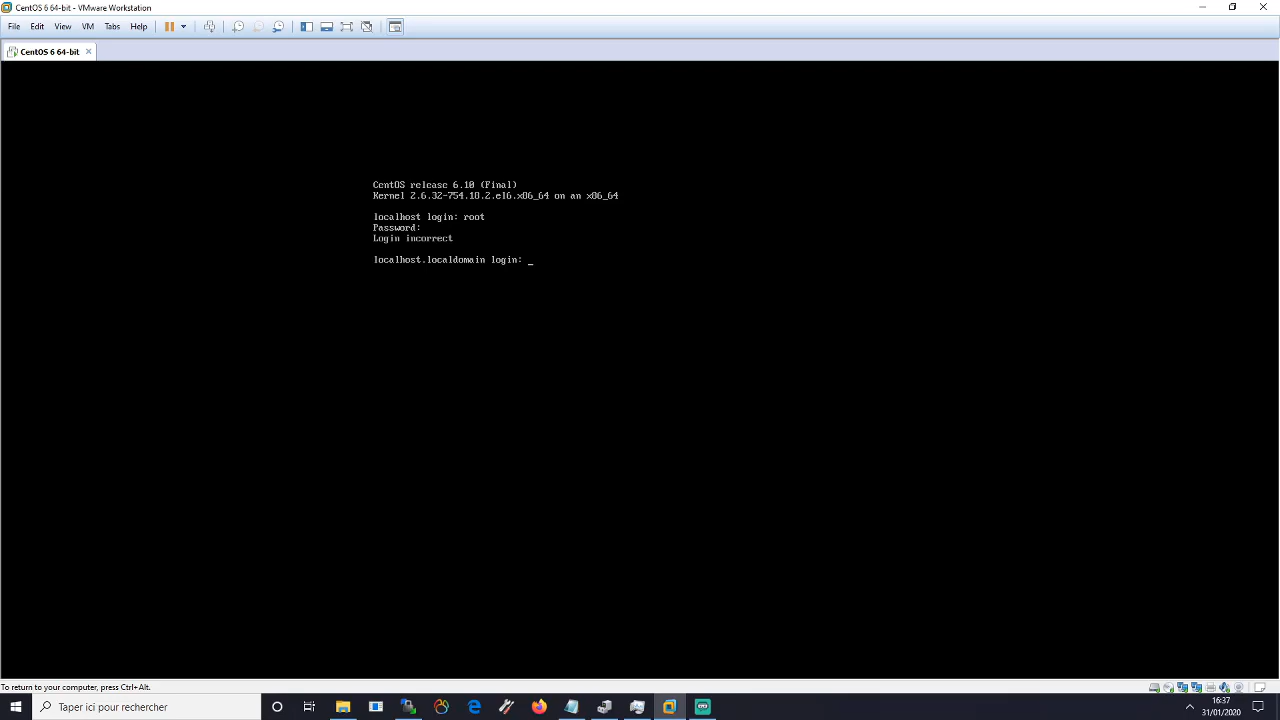 CentOS 6 64-bit - VMware Workstation
File Edit View VM Tabs Help
CentOS 6 64-bit
CentOS release 6.10 (Final)
Kernel 2.6.32-754.10.2.el6.x86_64 on an x86_64
localhost login: root
Password:
Login incorrect
localhost.localdomain login: _
To return to your computer, press Ctrl+Alt.
Taper ici pour rechercher
16:37
31/01/2020